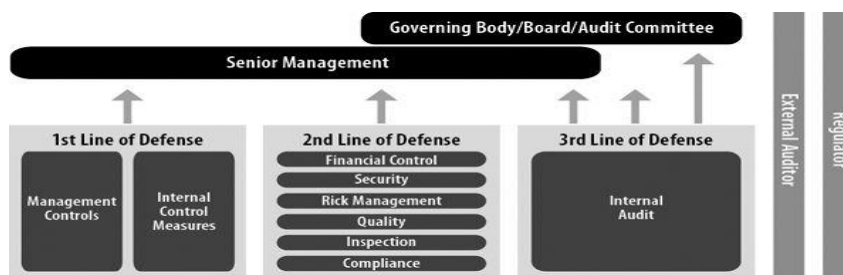 Governing Body/Board/Audit Committee
Senior Management
1st Line of Defense
Management
Controls
Internal
Control
Measures
2nd Line of Defense
Financial Control
Security
Rick Management
Quality
Inspection
Compliance
3rd Line of Defense
Internal
Audit
External Auditor
Regulator